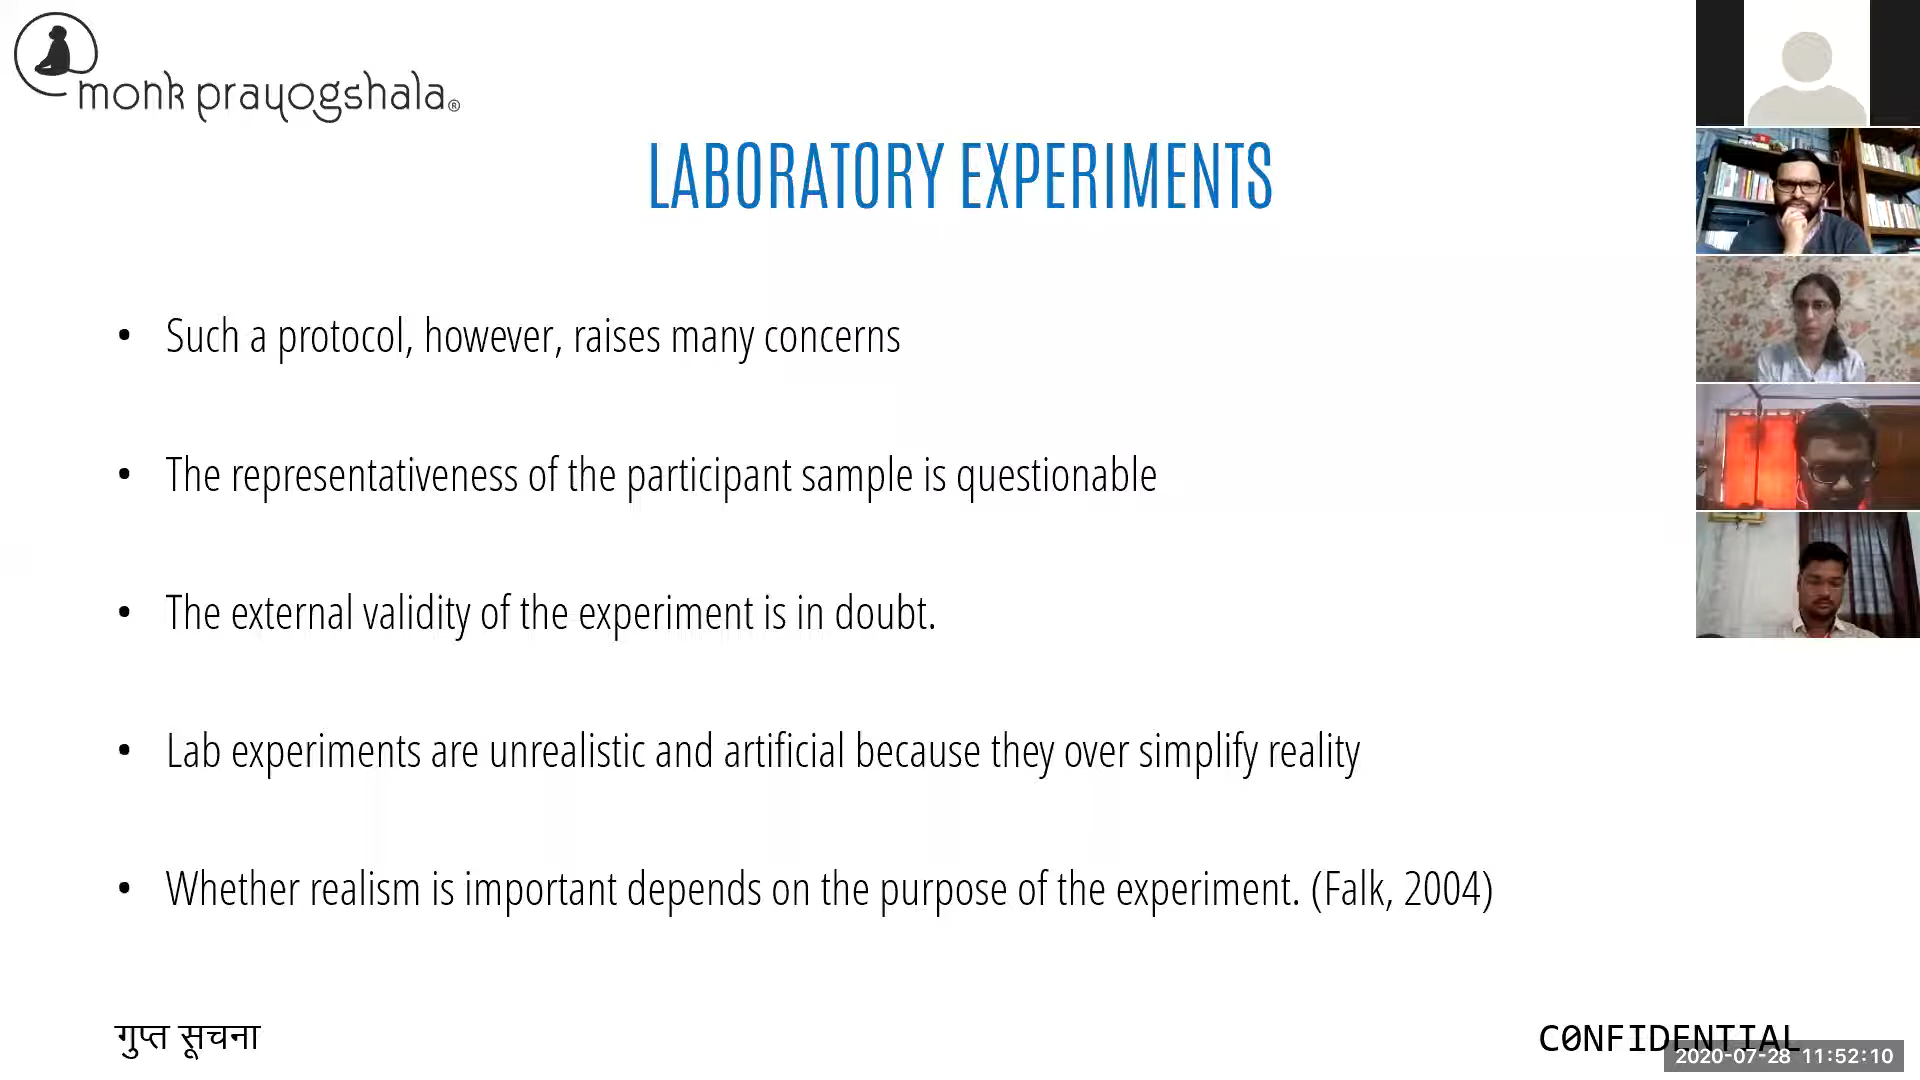 monk prayogshala®
LABORATORY EXPERIMENTS
• Such a protocol, however, raises many concerns
• The representativeness of the participant sample is questionable
• The external validity of the experiment is in doubt.
• Lab experiments are unrealistic and artificial because they over simplify reality
• Whether realism is important depends on the purpose of the experiment. (Falk, 2004)
गुप्त सूचना
C0NFIDENTIAL
2020-07-28 11:52:10